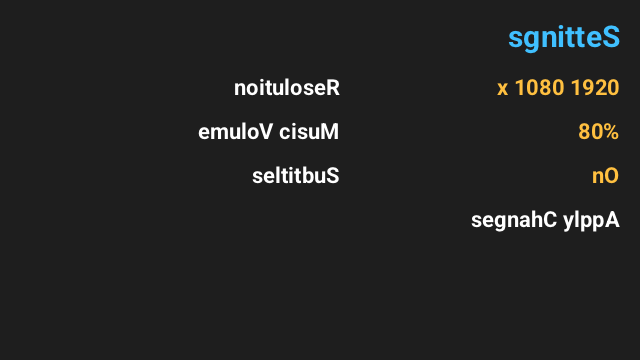 sgnitteS
noituloseR x 1080 1920
emuloV cisuM 80%
seltitbuS nO
segnahC ylppA